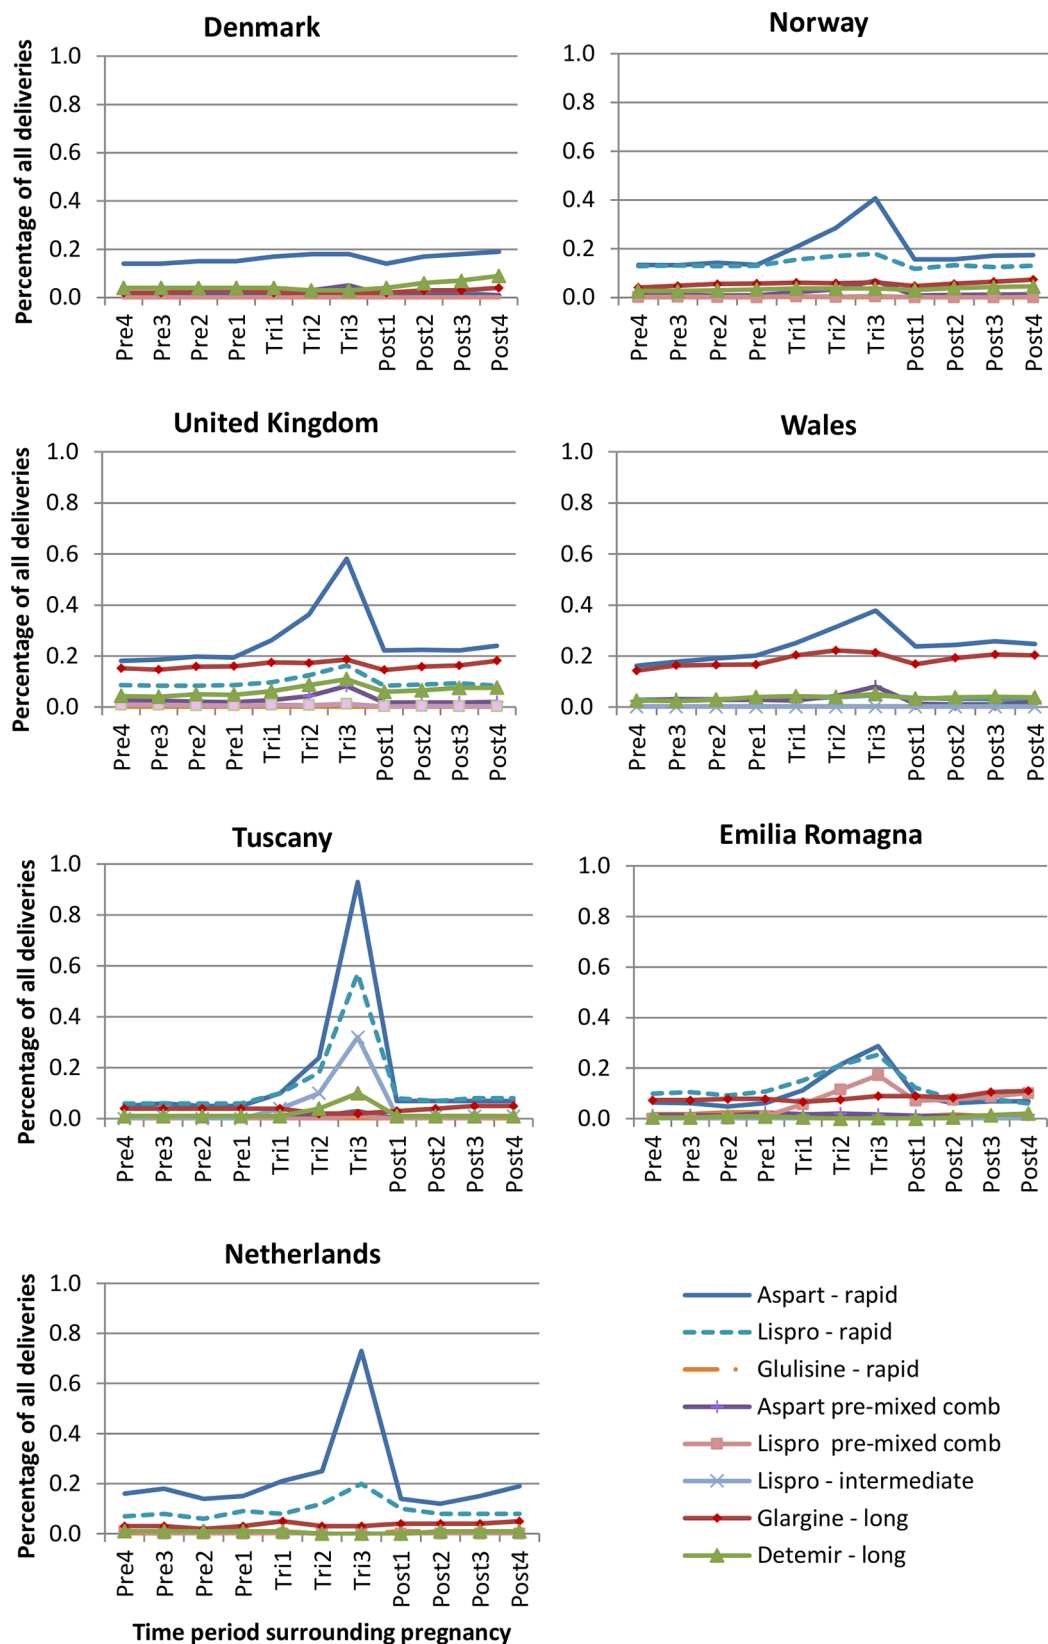 Denmark
Percentage of all deliveries
1.0
0.8
0.6
0.4
0.2
0.0
Pre4
Pre3
Pre2
Pre1
Tri1
Tri2
Tri3
Post1
Post2
Post3
Post4
Norway
1.0
0.8
0.6
0.4
0.2
0.0
Pre4
Pre3
Pre2
Pre1
Tri1
Tri2
Tri3
Post1
Post2
Post3
Post4
United Kingdom
Percentage of all deliveries
1.0
0.8
0.6
0.4
0.2
0.0
Pre4
Pre3
Pre2
Pre1
Tri1
Tri2
Tri3
Post1
Post2
Post3
Post4
Wales
1.0
0.8
0.6
0.4
0.2
0.0
Pre4
Pre3
Pre2
Pre1
Tri1
Tri2
Tri3
Post1
Post2
Post3
Post4
Tuscany
Percentage of all deliveries
1.0
0.8
0.6
0.4
0.2
0.0
Pre4
Pre3
Pre2
Pre1
Tri1
Tri2
Tri3
Post1
Post2
Post3
Post4
Emilia Romagna
1.0
0.8
0.6
0.4
0.2
0.0
Pre4
Pre3
Pre2
Pre1
Tri1
Tri2
Tri3
Post1
Post2
Post3
Post4
Netherlands
Percentage of all deliveries
1.0
0.8
0.6
0.4
0.2
0.0
Pre4
Pre3
Pre2
Pre1
Tri1
Tri2
Tri3
Post1
Post2
Post3
Post4
Time period surrounding pregnancy
Aspart - rapid
Lispro - rapid
Glulisine - rapid
Aspart pre-mixed comb
Lispro pre-mixed comb
Lispro - intermediate
Glargine - long
Detemir - long